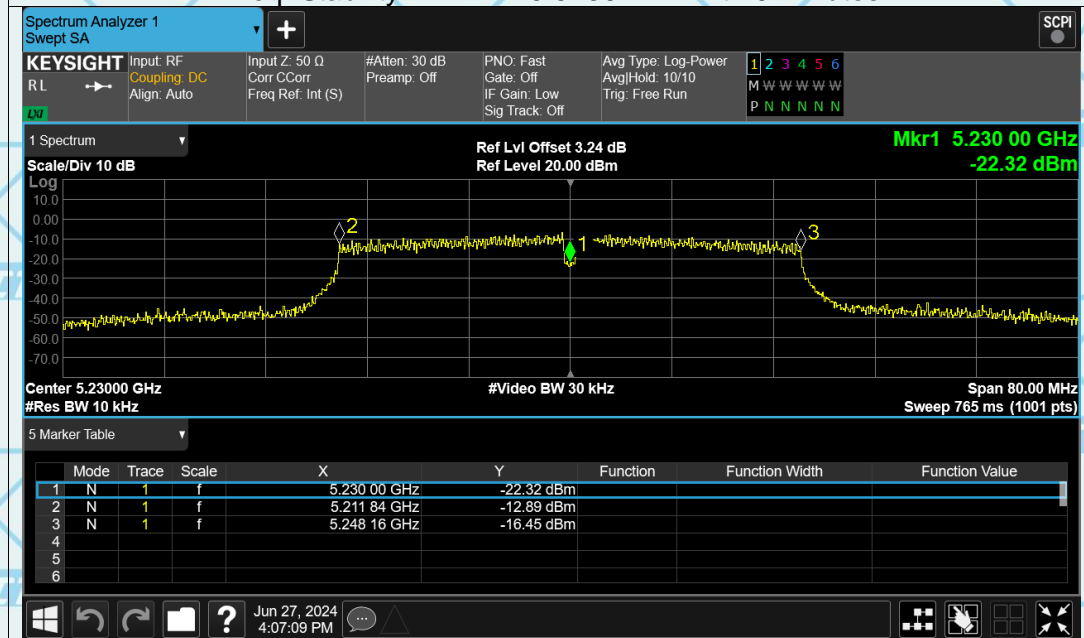 Spectrum Analyzer 1
Swept SA
+
SCPI
KEYSIGHT
RL
LXI
Input: RF
Coupling: DC
Align: Auto
Input Z: 50 Ω
Corr CCorr
Freq Ref: Int (S)
#Atten: 30 dB
Preamp: Off
PNO: Fast
Gate: Off
IF Gain: Low
Sig Track: Off
Avg Type: Log-Power
Avg|Hold: 10/10
Trig: Free Run
1 2 3 4 5 6
M W W W W W
P N N N N N
1 Spectrum
Scale/Div 10 dB
Ref Lvl Offset 3.24 dB
Ref Level 20.00 dBm
Mkr1 5.230 00 GHz
-22.32 dBm
Log
10.0
0.00
-10.0
-20.0
-30.0
-40.0
-50.0
-60.0
-70.0
2
1
3
Center 5.23000 GHz
#Res BW 10 kHz
#Video BW 30 kHz
Span 80.00 MHz
Sweep 765 ms (1001 pts)
5 Marker Table
Mode Trace Scale X Y Function Function Width Function Value
1 N 1 f 5.230 00 GHz -22.32 dBm
2 N 1 f 5.211 84 GHz -12.89 dBm
3 N 1 f 5.248 16 GHz -16.45 dBm
4
5
6
?
Jun 27, 2024
4:07:09 PM